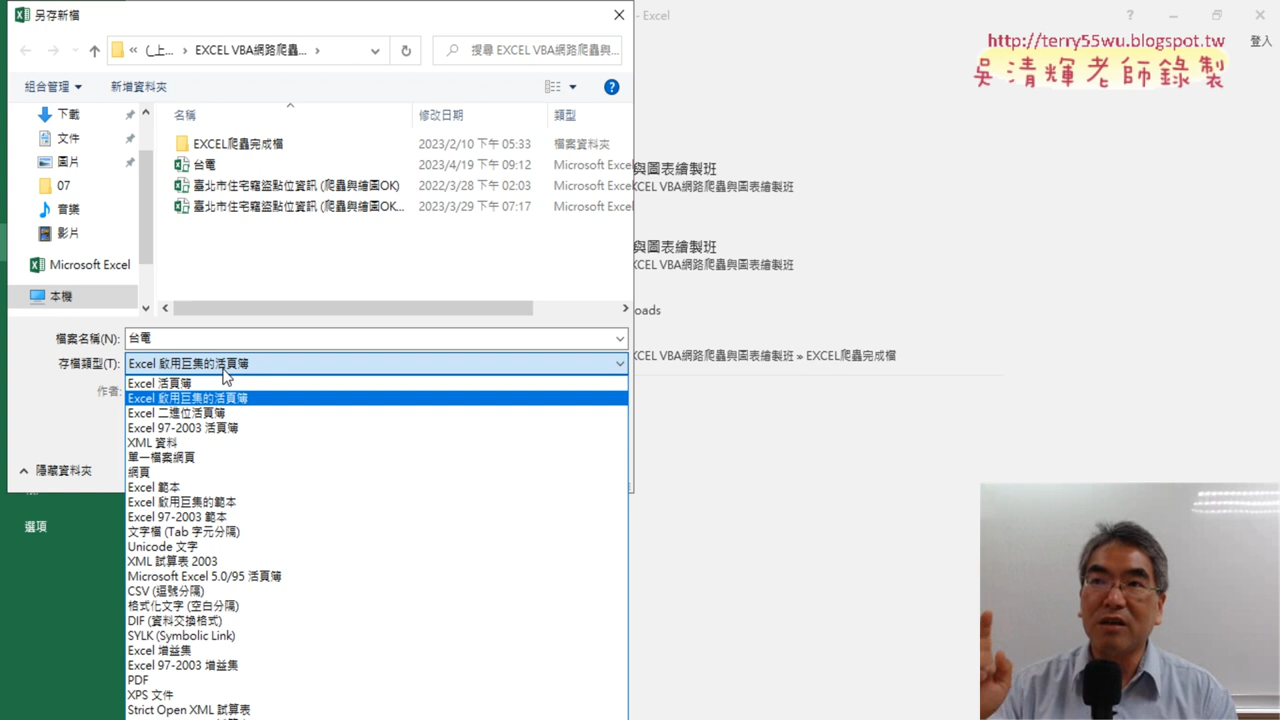 另存新檔
- Excel
登入
http://terry55wu.blogspot.tw
吳清輝老師錄製
« (上... › EXCEL VBA網路爬蟲... ›
搜尋 EXCEL VBA網路爬蟲與...
組合管理
新增資料夾
名稱
修改日期
類型
下載
文件
圖片
07
音樂
影片
Microsoft Excel
本機
EXCEL爬蟲完成檔
2023/2/10 下午 05:33
檔案資料夾
台電
2023/4/19 下午 09:12
Microsoft Excel
臺北市住宅竊盜點位資訊 (爬蟲與繪圖OK)
2022/3/28 下午 02:03
Microsoft Excel
臺北市住宅竊盜點位資訊 (爬蟲與繪圖OK...
2023/3/29 下午 07:17
Microsoft Excel
與圖表繪製班
XCEL VBA網路爬蟲與圖表繪製班
與圖表繪製班
XCEL VBA網路爬蟲與圖表繪製班
oads
XCEL VBA網路爬蟲與圖表繪製班 » EXCEL爬蟲完成檔
檔案名稱(N):
台電
存檔類型(T):
Excel 啟用巨集的活頁簿
作者:
隱藏資料夾
選項
Excel 活頁簿
Excel 啟用巨集的活頁簿
Excel 二進位活頁簿
Excel 97-2003 活頁簿
XML 資料
單一檔案網頁
網頁
Excel 範本
Excel 啟用巨集的範本
Excel 97-2003 範本
文字檔 (Tab 字元分隔)
Unicode 文字
XML 試算表 2003
Microsoft Excel 5.0/95 活頁簿
CSV (逗號分隔)
格式化文字 (空白分隔)
DIF (資料交換格式)
SYLK (Symbolic Link)
Excel 增益集
Excel 97-2003 增益集
PDF
XPS 文件
Strict Open XML 試算表